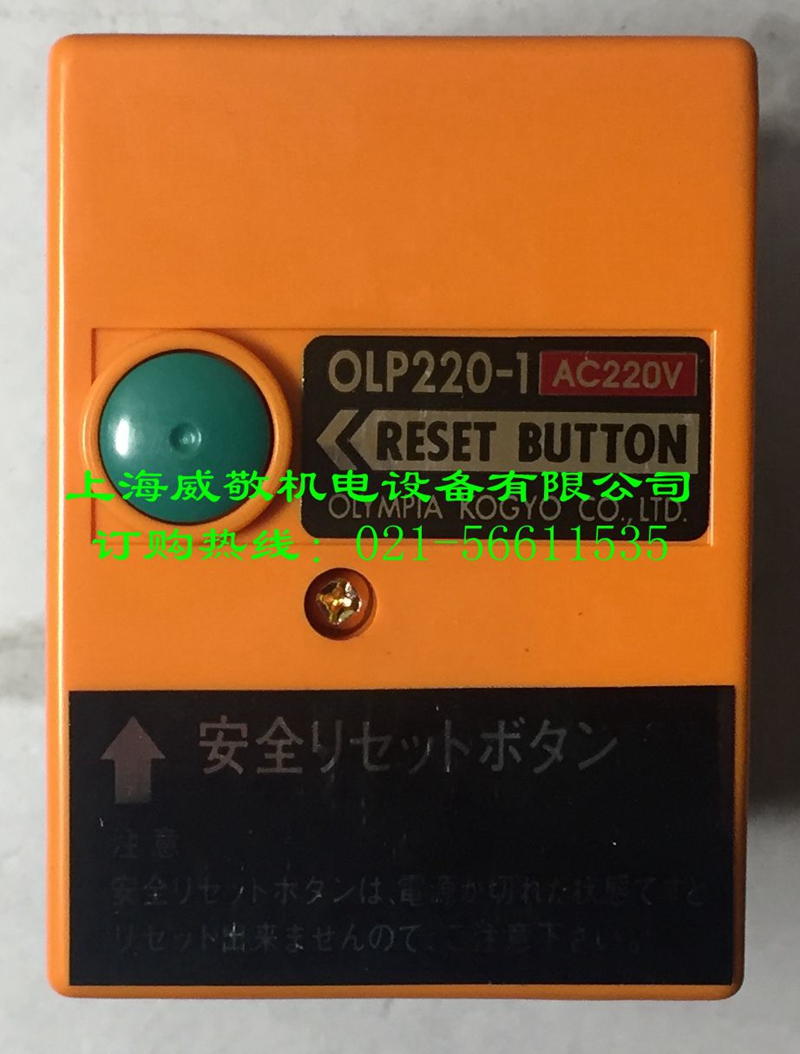 OLP220-1 AC220V
RESET BUTTON
上海威敬机电设备有限公司
OLYMPIA KOGYO CO.,LTD.
订购热线：021-56611535
安全リセットボタン
注意
安全リセットボタンは、電源が切れた状態ですと
リセット出来ませんので、ご注意下さい。